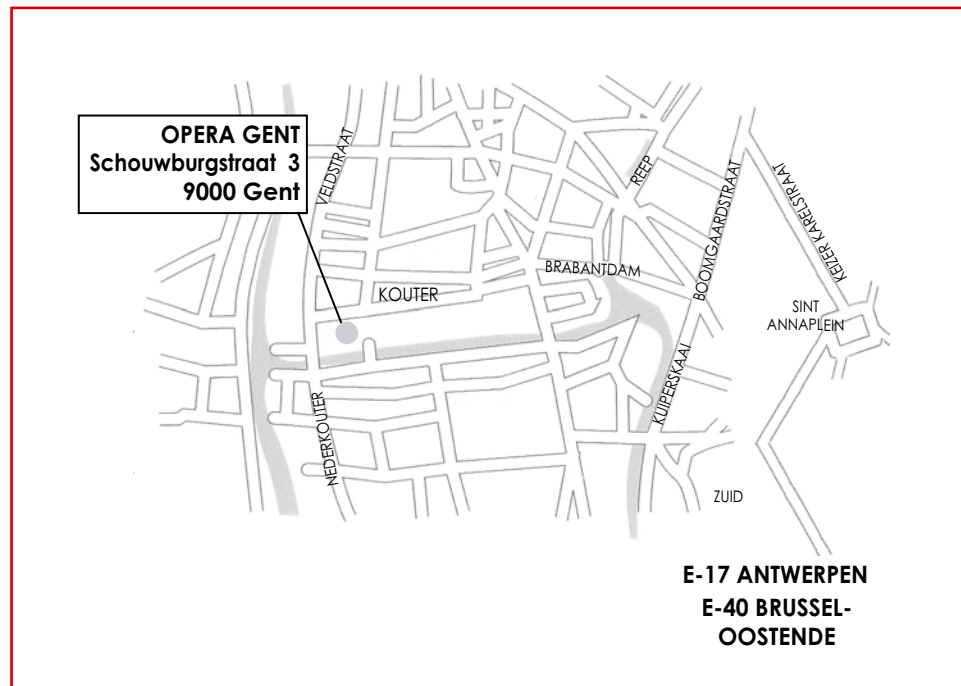 OPERA GENT
Schouwburgstraat 3
9000 Gent
VELDSTRAAT
REEP
BOOMGAARDSTRAAT
KEIZER KARELSTRAAT
BRABANTDAM
KOUTER
SINT
ANNAPLEIN
KUIPERSKAAI
NEDERKOUTER
ZUID
E-17 ANTWERPEN
E-40 BRUSSEL-
OOSTENDE